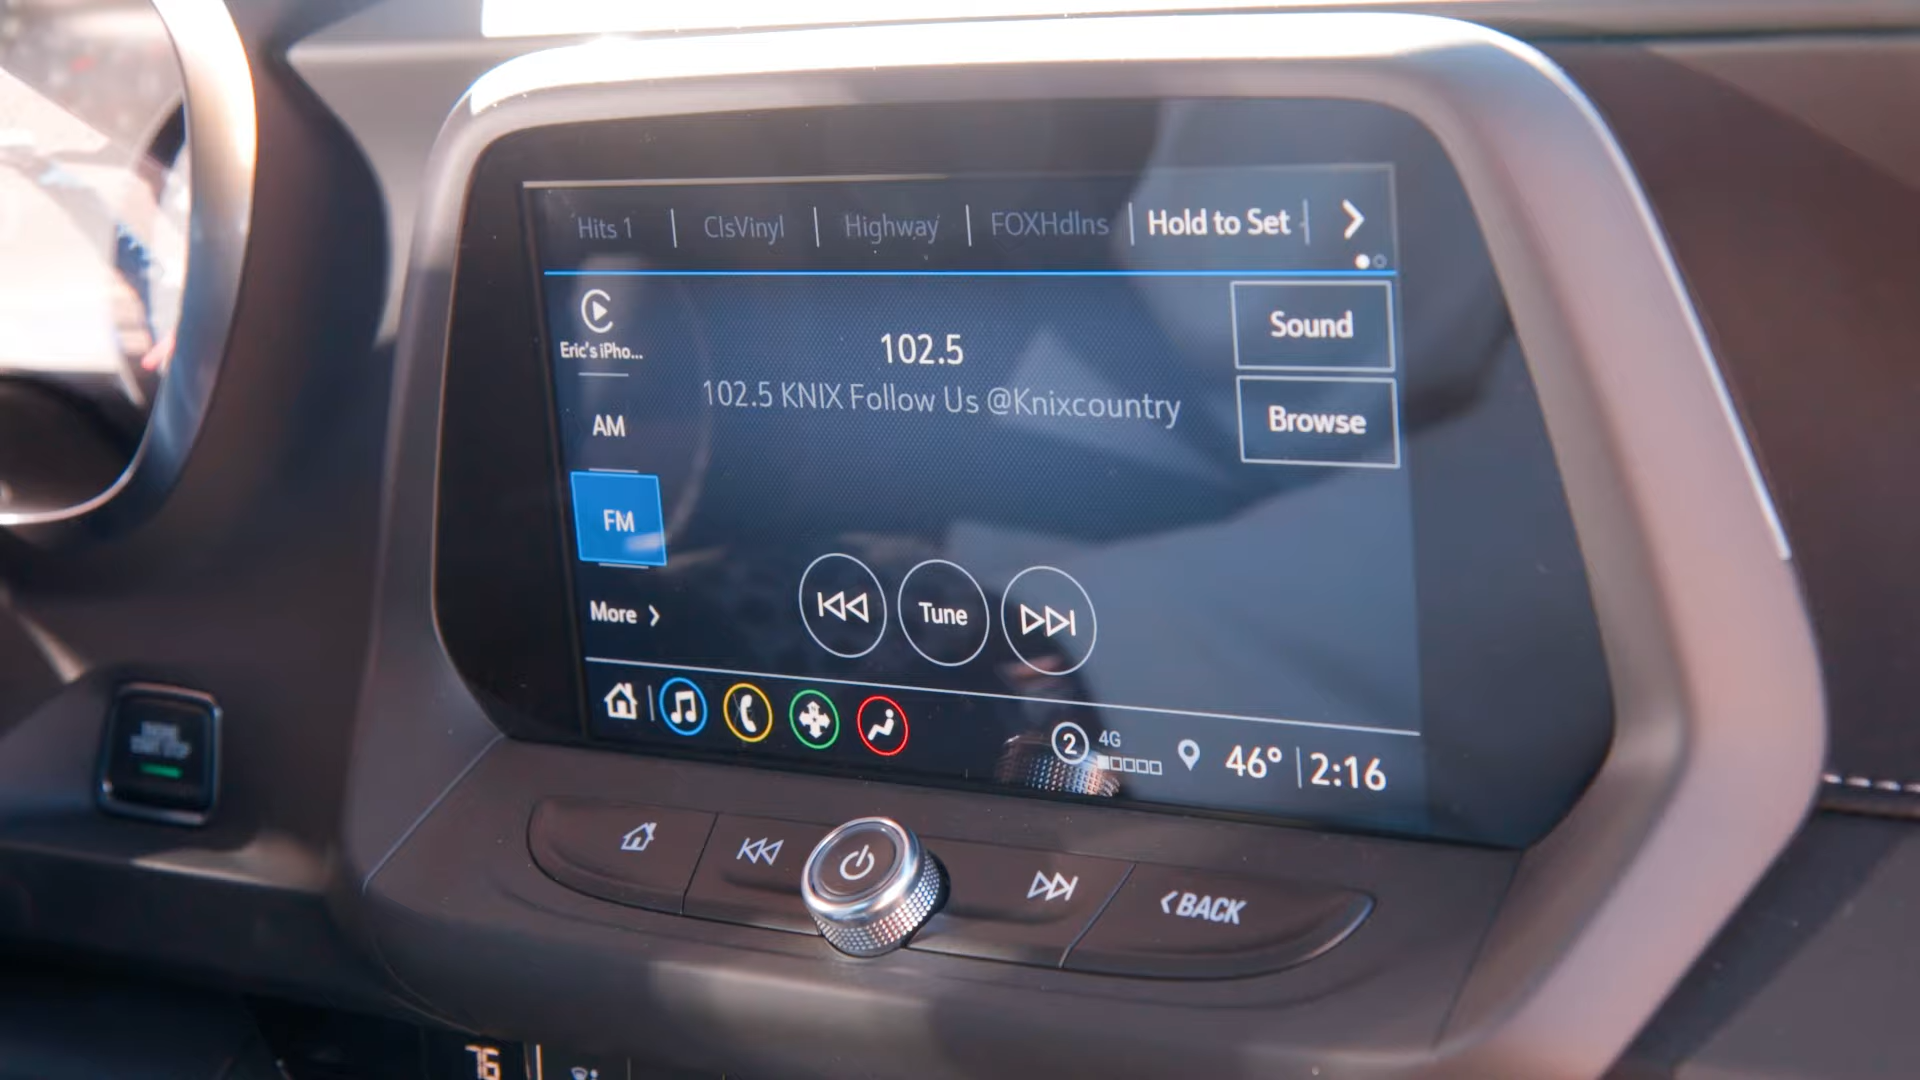 Hits 1 ClsVinyl Highway FOXHdlns Hold to Set
Eric's iPho...
102.5
Sound
102.5 KNIX Follow Us @Knixcountry
AM
Browse
FM
More
Tune
2 4G 46° 2:16
BACK
76